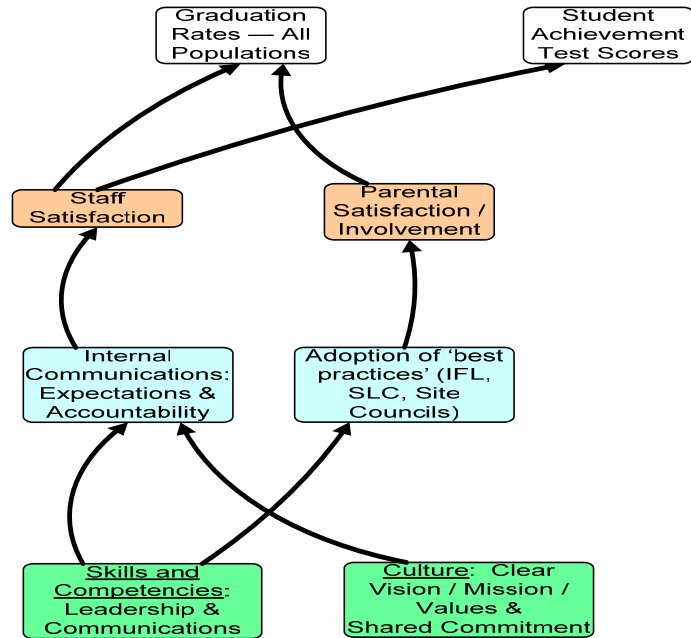 Graduation
Rates — All
Populations
Student
Achievement
Test Scores
Staff
Satisfaction
Parental
Satisfaction /
Involvement
Internal
Communications:
Expectations &
Accountability
Adoption of ‘best
practices’ (IFL,
SLC, Site
Councils)
Skills and
Competencies:
Leadership &
Communications
Culture:  Clear
Vision / Mission /
Values &
Shared Commitment